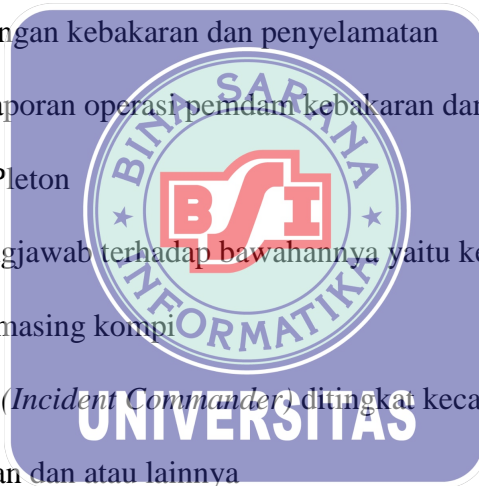 ngan kebakaran dan penyelamatan
aporan operasi pemdam kebakaran dan
Pleton
gjawab terhadap bawahannya yaitu ke
masing kompi
(Incident Commander) ditingkat keca
an dan atau lainnya
BINA SARANA
BSI
INFORMATIKA
UNIVERSITAS